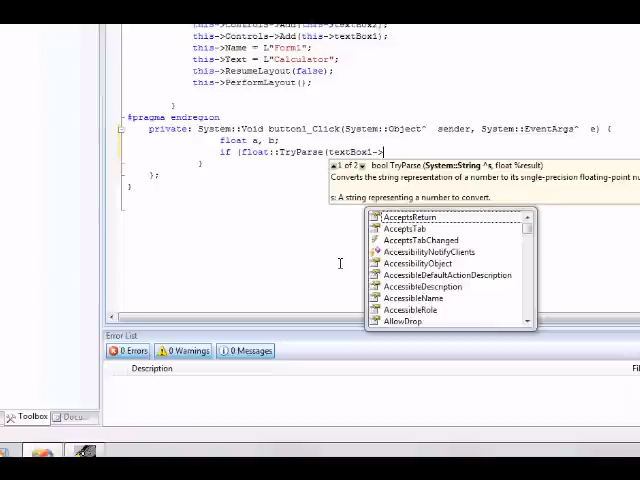 this->Controls->Add(this->textBox2);
this->Controls->Add(this->textBox1);
this->Name = L"Form1";
this->Text = L"Calculator";
this->ResumeLayout(false);
this->PerformLayout();
}
#pragma endregion
private: System::Void button1_Click(System::Object^ sender, System::EventArgs^ e) {
float a, b;
if (float::TryParse(textBox1->
}
};
}
1 of 2 bool TryParse (System::String ^s, float %result)
Converts the string representation of a number to its single-precision floating-point
s: A string representing a number to convert.
AcceptsReturn
AcceptsTab
AcceptsTabChanged
AccessibilityNotifyClients
AccessibilityObject
AccessibleDefaultActionDescription
AccessibleDescription
AccessibleName
AccessibleRole
AllowDrop
Error List
0 Errors
0 Warnings
0 Messages
Description
Toolbox